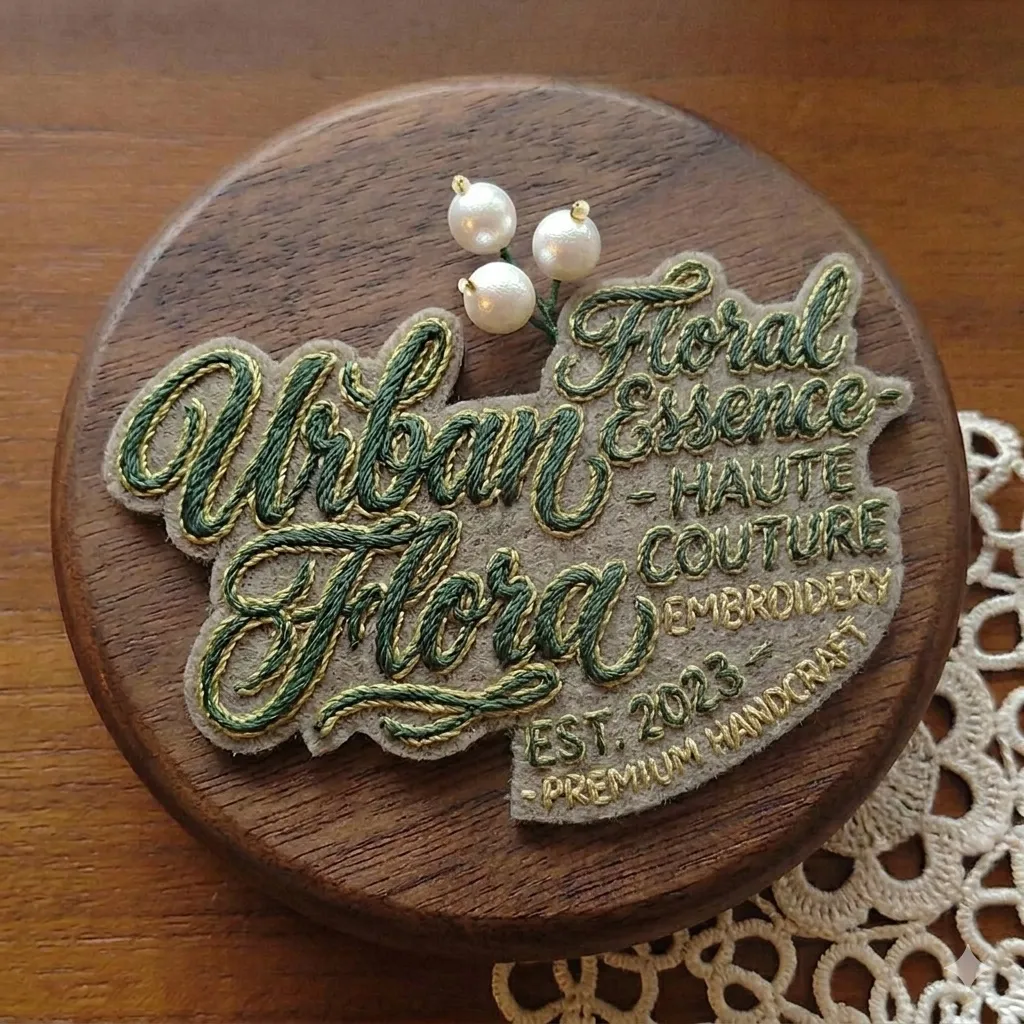 Urban
Flora
Floral
Essence-
- HAUTE
COUTURE
EMBROIDERY
EST. 2023 -
- PREMIUM HANDCRAFT